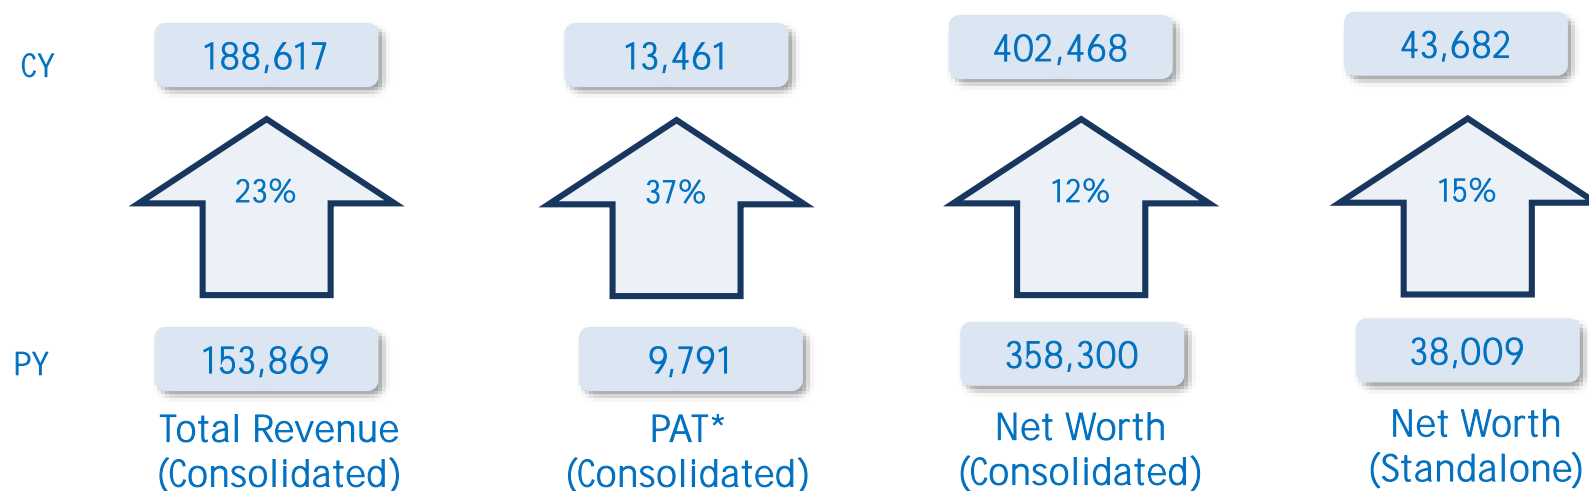 CY
188,617
13,461
402,468
43,682
23%
37%
12%
15%
PY
153,869
9,791
358,300
38,009
Total Revenue
(Consolidated)
PAT*
(Consolidated)
Net Worth
(Consolidated)
Net Worth
(Standalone)